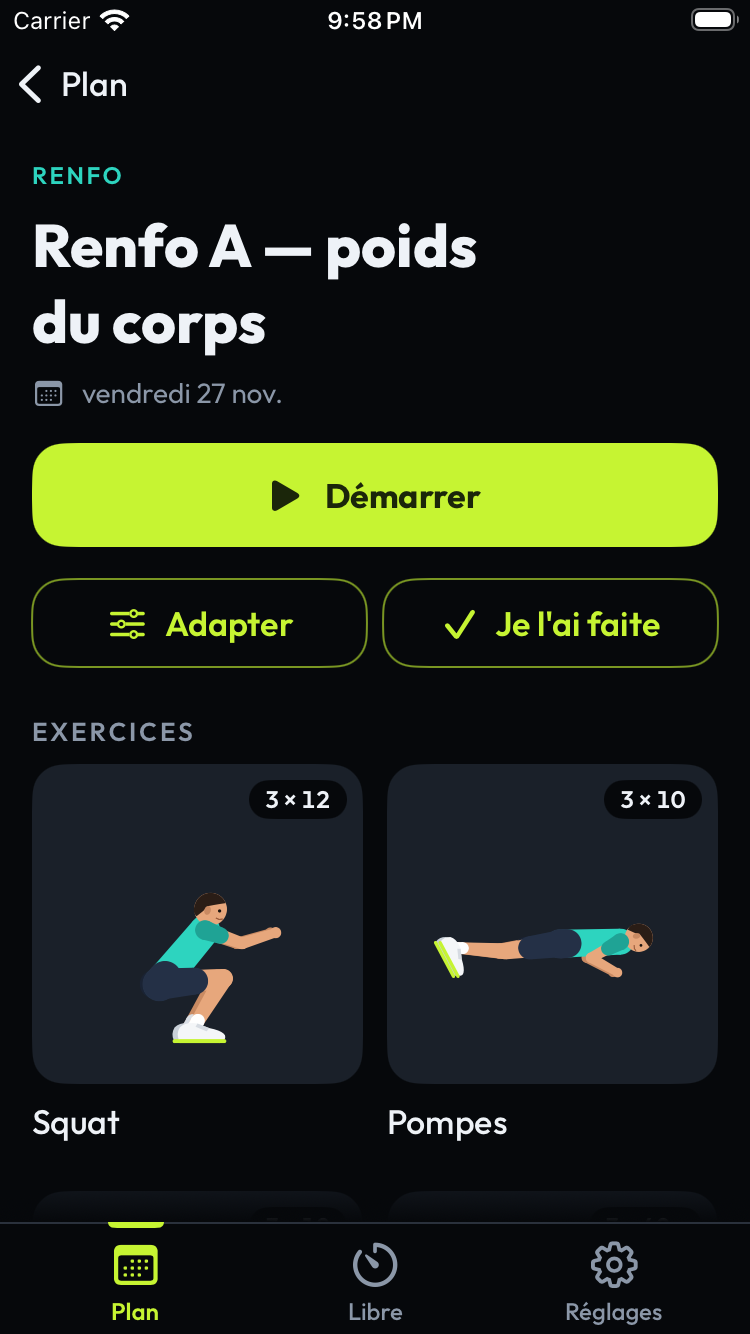 Carrier 9:58 PM
Plan
RENFO
Renfo A — poids
du corps
vendredi 27 nov.
Démarrer
Adapter
Je l'ai faite
EXERCICES
3 × 12
3 × 10
Squat
Pompes
Plan
Libre
Réglages